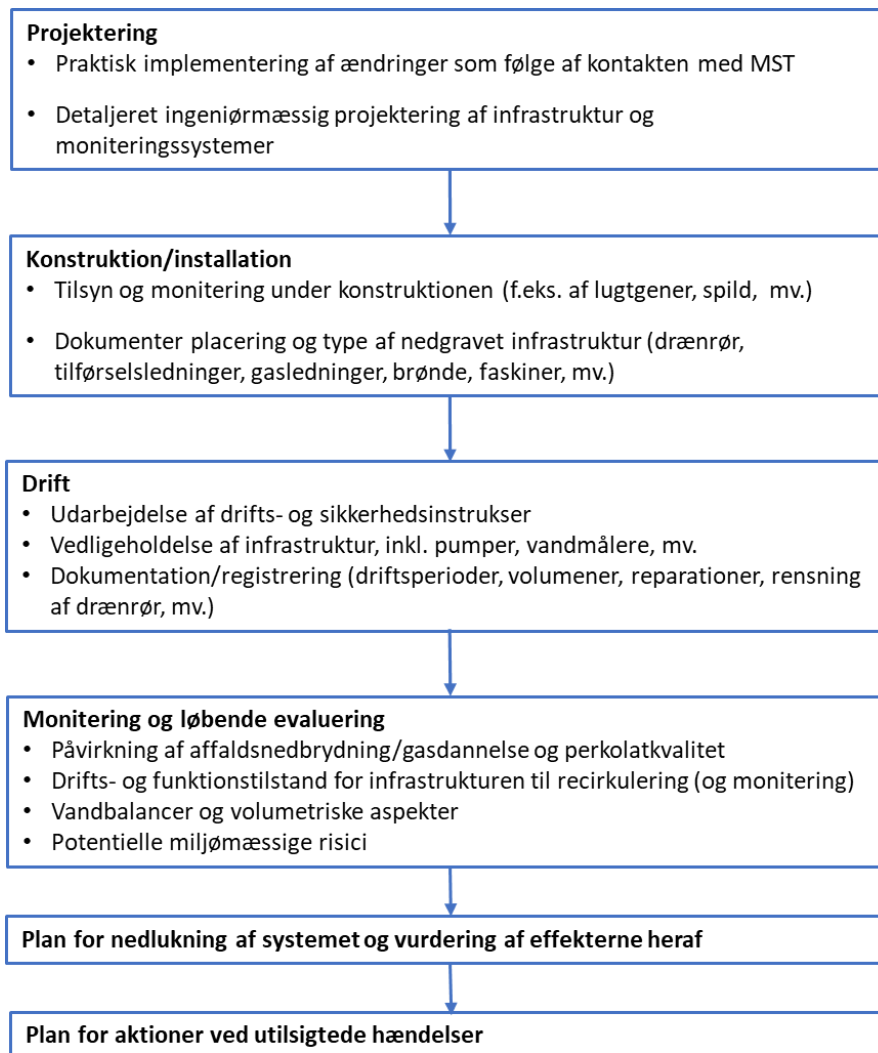 Projektering
• Praktisk implementering af ændringer som følge af kontakten med MST
• Detaljeret ingeniørmæssig projektering af infrastruktur og
moniteringssystemer
Konstruktion/installation
• Tilsyn og monitering under konstruktionen (f.eks. af lugtgener, spild, mv.)
• Dokumenter placering og type af nedgravet infrastruktur (drænrør,
tilførselsledninger, gasledninger, brønde, faskiner, mv.)
Drift
• Udarbejdelse af drifts- og sikkerhedsinstrukser
• Vedligeholdelse af infrastruktur, inkl. pumper, vandmålere, mv.
• Dokumentation/registrering (driftsperioder, volumener, reparationer, rensning
af drænrør, mv.)
Monitering og løbende evaluering
• Påvirkning af affaldsnedbrydning/gasdannelse og perkolatkvalitet
• Drifts- og funktionstilstand for infrastrukturen til recirkulering (og monitering)
• Vandbalancer og volumetriske aspekter
• Potentielle miljømæssige risici
Plan for nedlukning af systemet og vurdering af effekterne heraf
Plan for aktioner ved utilsigtede hændelser